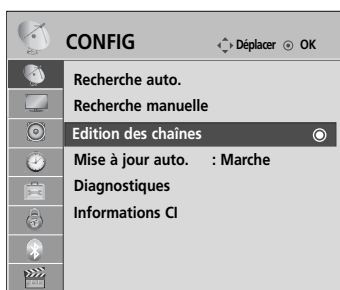 CONFIG Déplacer OK
Recherche auto.
Recherche manuelle
Edition des chaînes
Mise à jour auto. : Marche
Diagnostiques
Informations CI